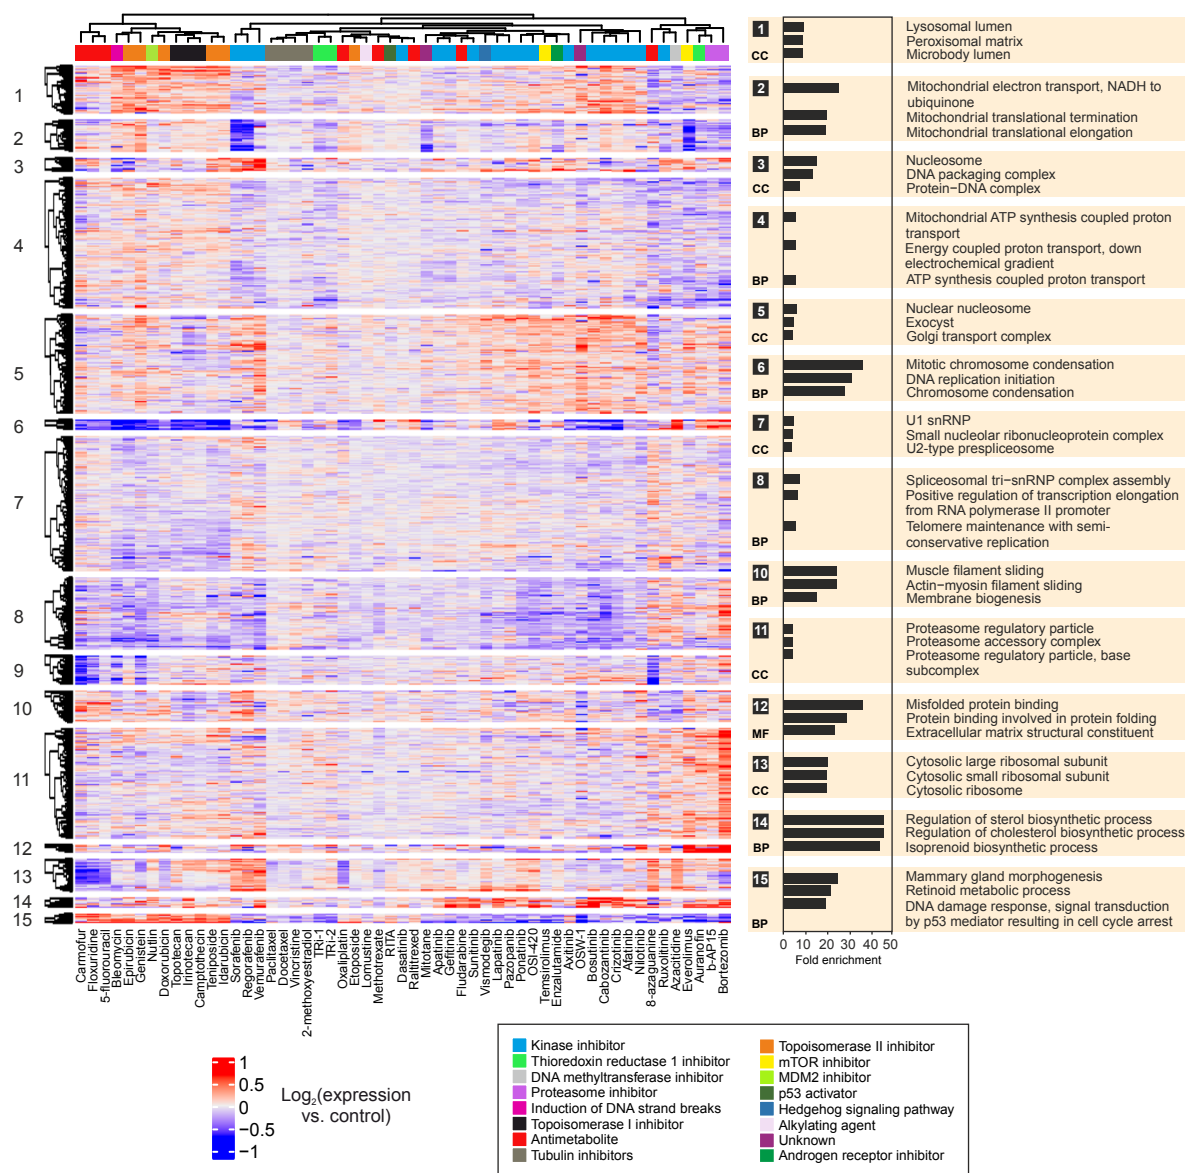 1
2
3
4
5
6
7
8
9
10
11
12
13
14
15
Carmofur
Floxuridine
5-fluorouracil
Bleomycin
Epirubicin
Genistein
Nutlin
Doxorubicin
Topotecan
Irinotecan
Camptothecin
Teniposide
Idarubicin
Sorafenib
Regorafenib
Vemurafenib
Paclitaxel
Docetaxel
Vincristine
2-methoxyestradiol
TRi-1
TRi-2
Oxaliplatin
Etoposide
Lomustine
Methotrexate
RITA
Dasatinib
Raltitrexed
Mitotane
Apatinib
Gefitinib
Fludarabine
Sunitinib
Vismodegib
Lapatinib
Pazopanib
Ponatinib
OSI-420
Temsirolimus
Enzalutamide
Axitinib
OSW-1
Bosutinib
Cabozantinib
Crizotinib
Afatinib
Nilotinib
8-azaguanine
Ruxolitinib
Azacitidine
Everolimus
Auranofin
b-AP15
Bortezomib
1
Lysosomal lumen
Peroxisomal matrix
CC
Microbody lumen
2
Mitochondrial electron transport, NADH to
ubiquinone
Mitochondrial translational termination
BP
Mitochondrial translational elongation
3
Nucleosome
DNA packaging complex
CC
Protein−DNA complex
4
Mitochondrial ATP synthesis coupled proton
transport
Energy coupled proton transport, down
electrochemical gradient
BP
ATP synthesis coupled proton transport
5
Nuclear nucleosome
Exocyst
CC
Golgi transport complex
6
Mitotic chromosome condensation
DNA replication initiation
BP
Chromosome condensation
7
U1 snRNP
Small nucleolar ribonucleoprotein complex
CC
U2-type prespliceosome
8
Spliceosomal tri−snRNP complex assembly
Positive regulation of transcription elongation
from RNA polymerase II promoter
Telomere maintenance with semi-
BP
conservative replication
10
Muscle filament sliding
Actin−myosin filament sliding
BP
Membrane biogenesis
11
Proteasome regulatory particle
Proteasome accessory complex
Proteasome regulatory particle, base
CC
subcomplex
12
Misfolded protein binding
Protein binding involved in protein folding
MF
Extracellular matrix structural constituent
13
Cytosolic large ribosomal subunit
Cytosolic small ribosomal subunit
CC
Cytosolic ribosome
14
Regulation of sterol biosynthetic process
Regulation of cholesterol biosynthetic process
BP
Isoprenoid biosynthetic process
15
Mammary gland morphogenesis
Retinoid metabolic process
DNA damage response, signal transduction
BP
by p53 mediator resulting in cell cycle arrest
0 10 20 30 40 50
Fold enrichment
1
0.5
0
−0.5
−1
Log2(expression
vs. control)
Kinase inhibitor
Thioredoxin reductase 1 inhibitor
DNA methyltransferase inhibitor
Proteasome inhibitor
Induction of DNA strand breaks
Topoisomerase I inhibitor
Antimetabolite
Tubulin inhibitors
Topoisomerase II inhibitor
mTOR inhibitor
MDM2 inhibitor
p53 activator
Hedgehog signaling pathway
Alkylating agent
Unknown
Androgen receptor inhibitor